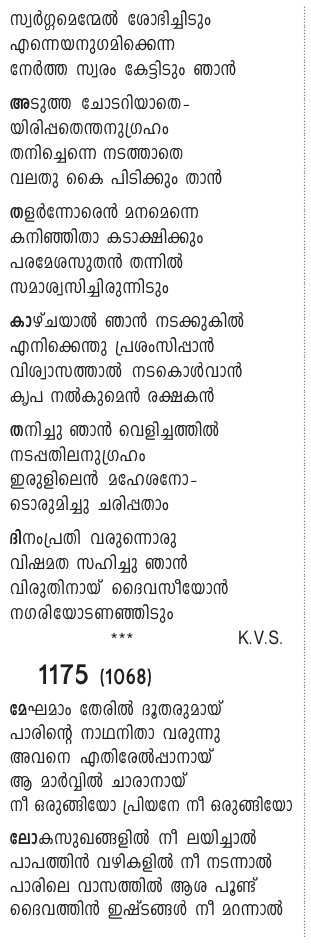 സ്വർഗ്ഗമെന്മേൽ ശോഭിച്ചിടും
എന്നെയനുഗമിക്കെന്ന
നേർത്ത സ്വരം കേട്ടിടും ഞാൻ
അടുത്ത ചോടറിയാതെ-
യിരിപ്പതെന്തനുഗ്രഹം
തനിച്ചെന്നെ നടത്താതെ
വലതു കൈ പിടിക്കും താൻ
തളർന്നോരെൻ മനമെന്നെ
കനിഞ്ഞിതാ കടാക്ഷിക്കും
പരമേശസുതൻ തന്നിൽ
സമാശ്വസിച്ചിരുന്നിടും
കാഴ്ചയാൽ ഞാൻ നടക്കുകിൽ
എനിക്കെന്തു പ്രശംസിപ്പാൻ
വിശ്വാസത്താൽ നടകൊൾവാൻ
കൃപ നൽകുമെൻ രക്ഷകൻ
തനിച്ചു ഞാൻ വെളിച്ചത്തിൽ
നടപ്പതിലനുഗ്രഹം
ഇരുളിലെൻ മഹേശനോ-
ടൊരുമിച്ചു ചരിപ്പതാം
ദിനംപ്രതി വരുന്നൊരു
വിഷമത സഹിച്ചു ഞാൻ
വിരുതിനായ് ദൈവസീയോൻ
നഗരിയോടണഞ്ഞിടും
*** K.V.S.
1175 (1068)
മേഘമാം തേരിൽ ദൂതരുമായ്
പാരിന്റെ നാഥനിതാ വരുന്നു
അവനെ എതിരേൽപ്പാനായ്
ആ മാർവ്വിൽ ചാരാനായ്
നീ ഒരുങ്ങിയോ പ്രിയനേ നീ ഒരുങ്ങിയോ
ലോകസുഖങ്ങളിൽ നീ ലയിച്ചാൽ
പാപത്തിൻ വഴികളിൽ നീ നടന്നാൽ
പാരിലെ വാസത്തിൽ ആശ പൂണ്ട്
ദൈവത്തിൻ ഇഷ്ടങ്ങൾ നീ മറന്നാൽ